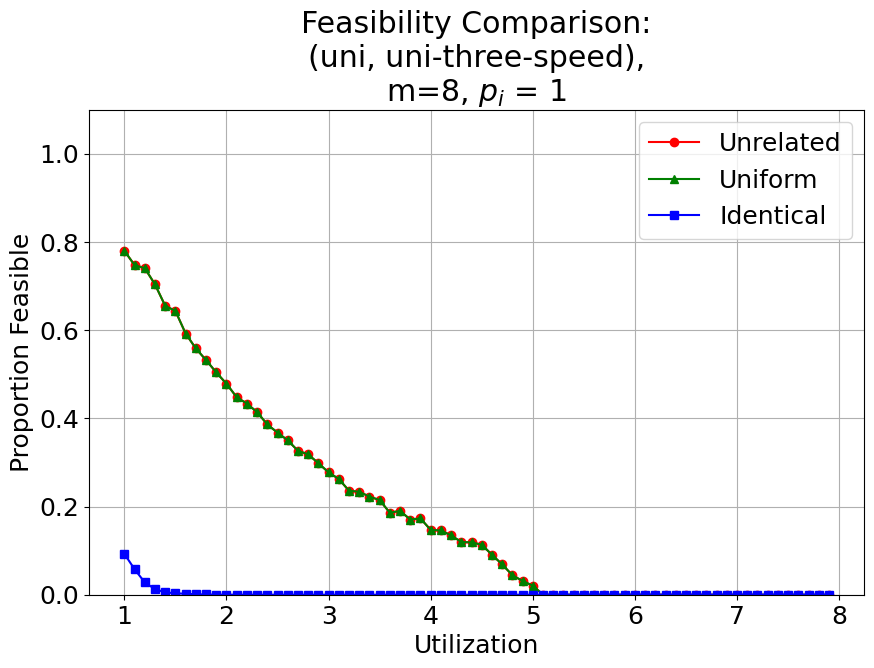 Feasibility Comparison:
(uni, uni-three-speed),
m=8, p_i = 1
Unrelated
Uniform
Identical
Proportion Feasible
1.0
0.8
0.6
0.4
0.2
0.0
1 2 3 4 5 6 7 8
Utilization